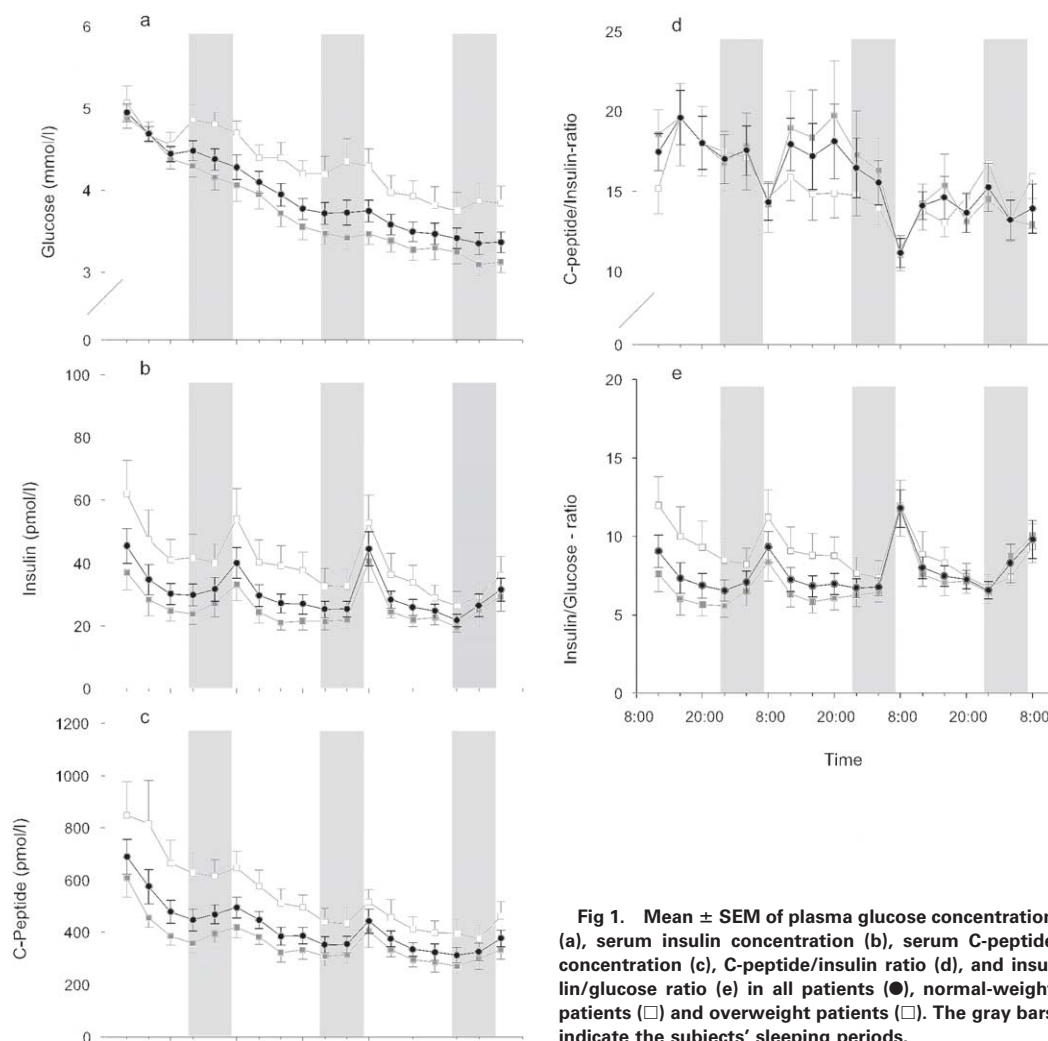 a
6
5
4
3
0
Glucose (mmol/l)
b
100
80
60
40
20
0
Insulin (pmol/l)
c
1200
1000
800
600
400
200
0
C-Peptide (pmol/l)
d
25
20
15
10
0
C-peptide/Insulin-ratio
e
20
15
10
5
0
Insulin/Glucose - ratio
8:00 20:00 8:00 20:00 8:00 20:00 8:00
Time
Fig 1. Mean ± SEM of plasma glucose concentration
(a), serum insulin concentration (b), serum C-peptide
concentration (c), C-peptide/insulin ratio (d), and insu-
lin/glucose ratio (e) in all patients (●), normal-weight
patients (□) and overweight patients (□). The gray bars
indicate the subjects' sleeping periods.